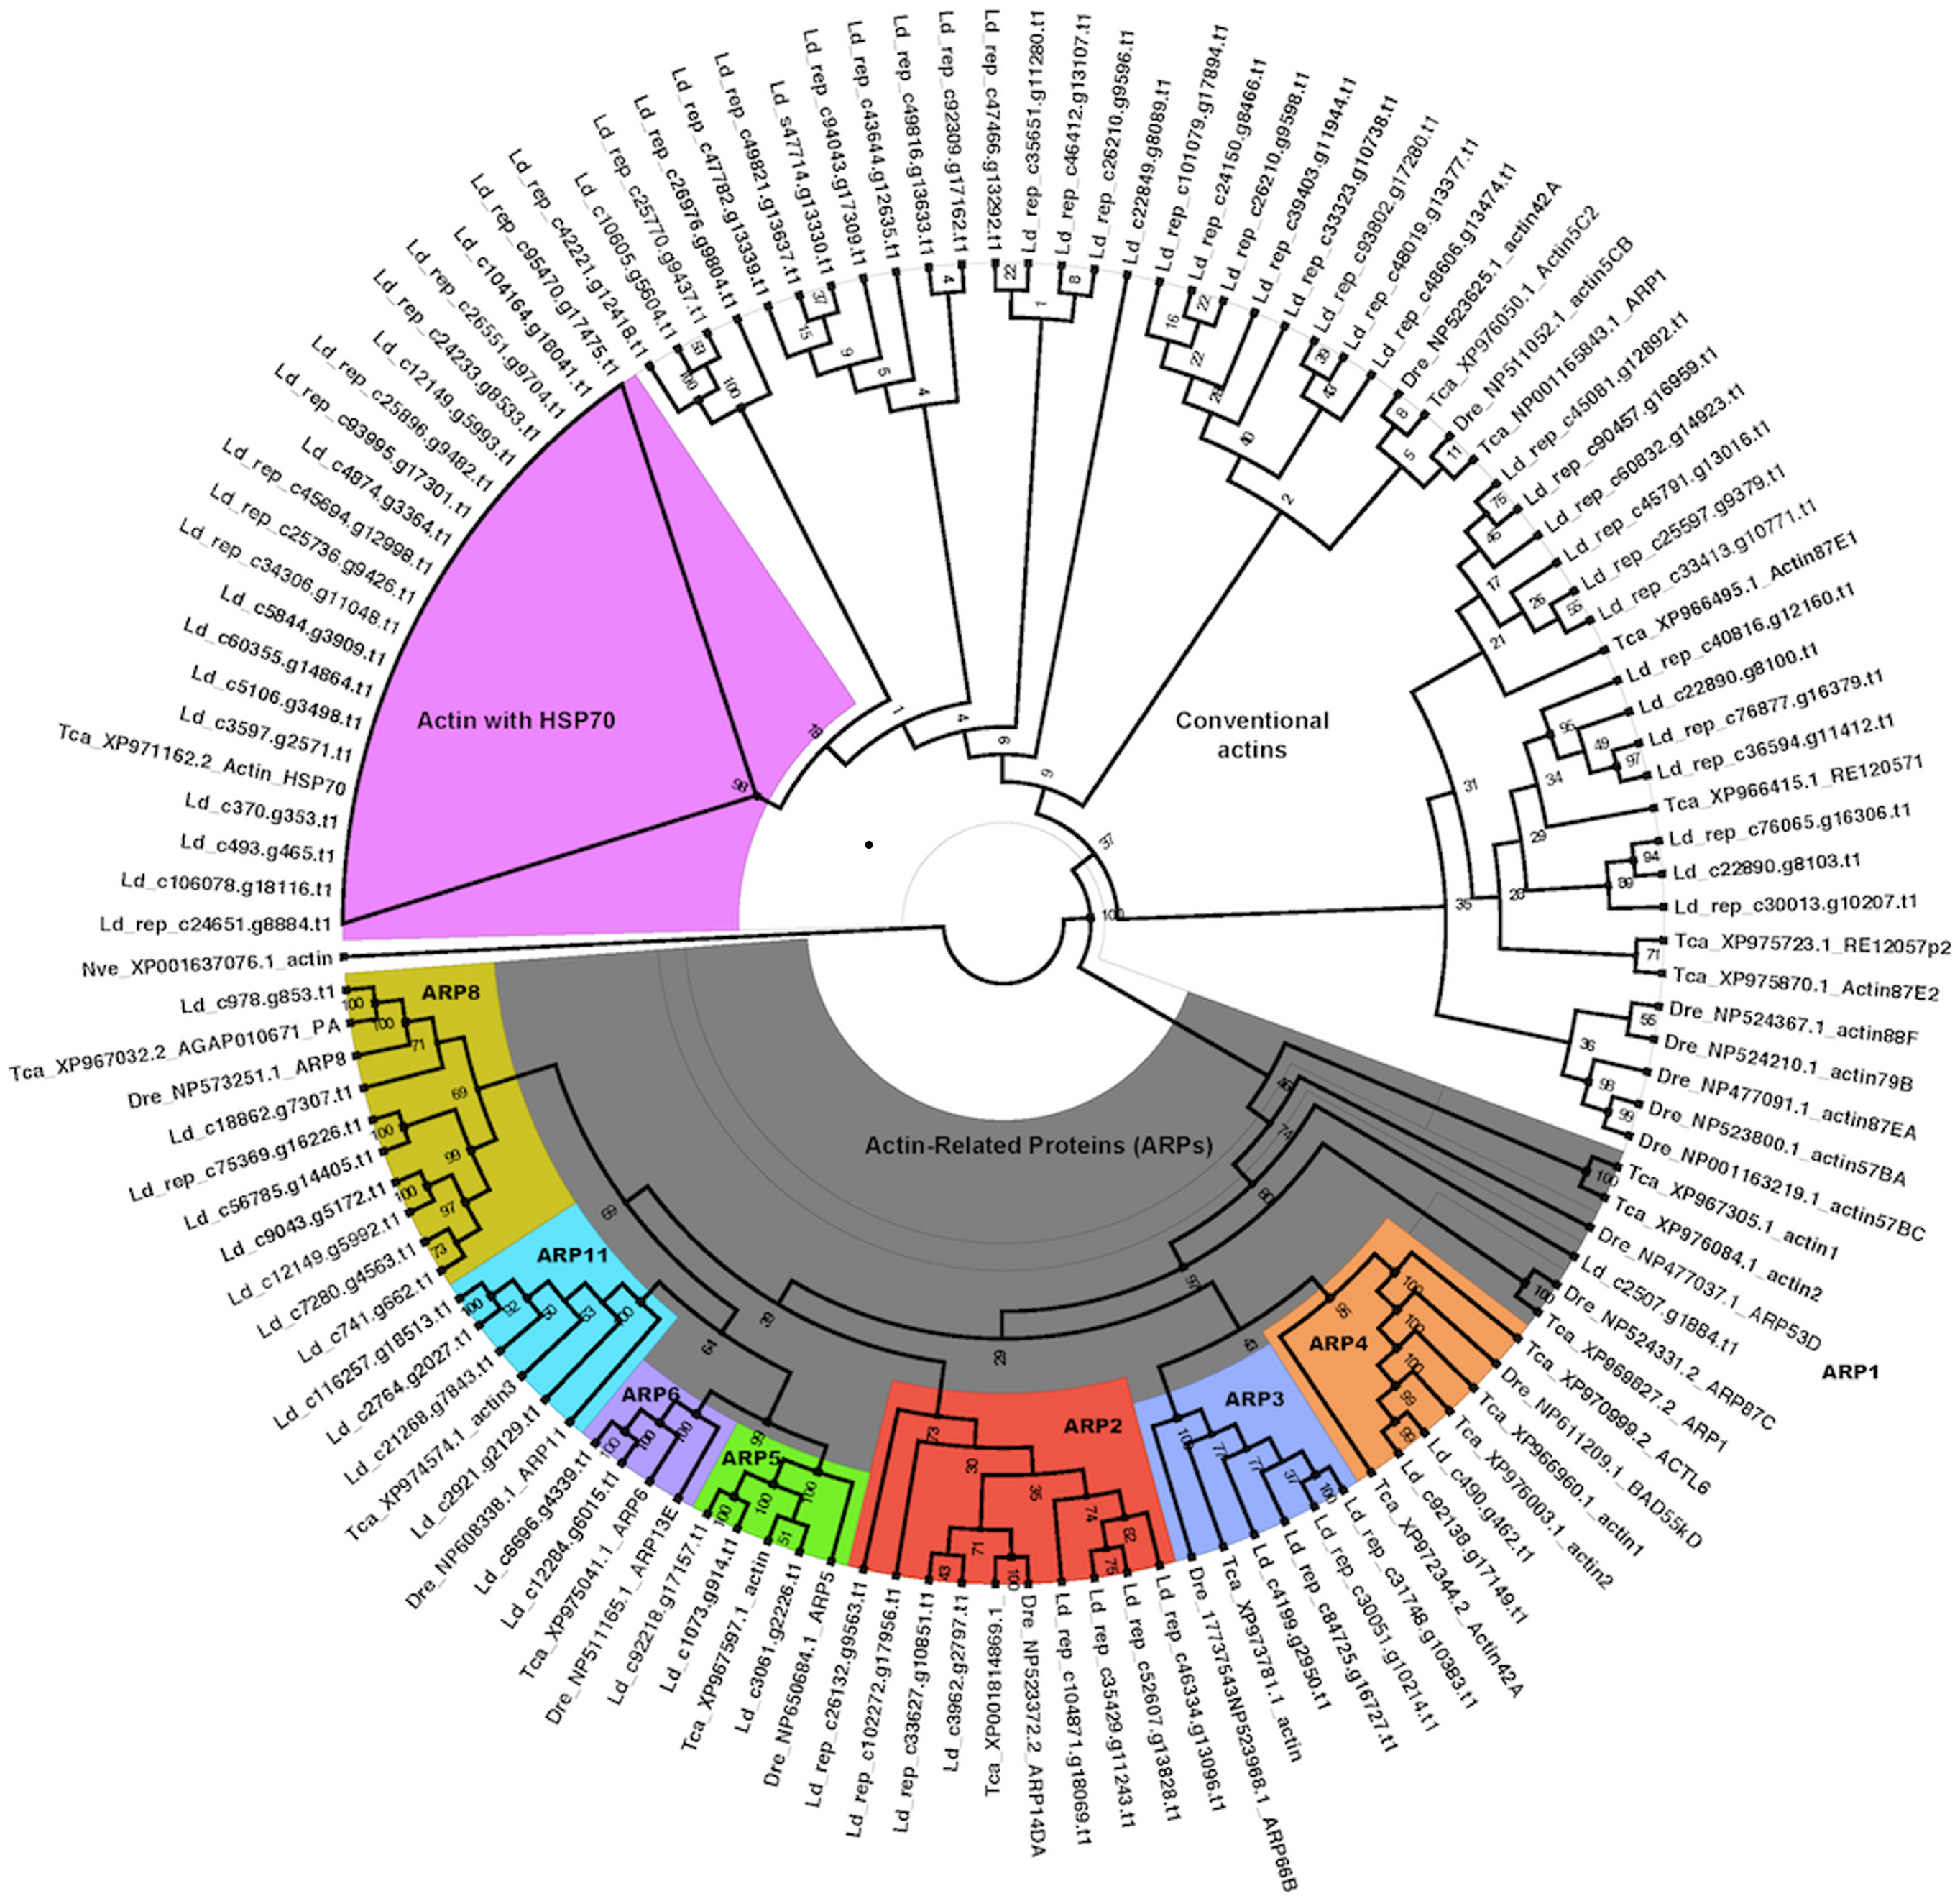 Ld_rep_c24651.g8884.t1
Ld_c106078.g18116.t1
Ld_c493.g465.t1
Ld_c370.g353.t1
Tca_XP971162.2_Actin_HSP70
Ld_c3597.g2571.t1
Ld_c5106.g3498.t1
Ld_c60355.g14864.t1
Ld_c5844.g3909.t1
Ld_rep_c34306.g11048.t1
Ld_rep_c25736.g9426.t1
Ld_rep_c45694.g12998.t1
Ld_c4874.g3364.t1
Ld_rep_c93995.g17301.t1
Ld_rep_c25896.g9482.t1
Ld_c12149.g5993.t1
Ld_rep_c24233.g8533.t1
Ld_rep_c26551.g9704.t1
Ld_c104164.g18041.t1
Ld_rep_c95470.g17475.t1
Ld_rep_c42221.g12418.t1
Ld_c10605.g5604.t1
Ld_rep_c25770.g9437.t1
Ld_rep_c26976.g9804.t1
Ld_rep_c47782.g13339.t1
Ld_rep_c49821.g13637.t1
Ld_s47714.g13330.t1
Ld_rep_c94043.g17309.t1
Ld_rep_c43644.g12635.t1
Ld_rep_c49816.g13633.t1
Ld_rep_c92309.g17162.t1
Ld_rep_c47466.g13292.t1
Ld_rep_c35651.g11280.t1
Ld_rep_c46412.g13107.t1
Ld_rep_c26210.g9596.t1
Ld_c22849.g8089.t1
Ld_rep_c101079.g17894.t1
Ld_rep_c24150.g8466.t1
Ld_rep_c26210.g9598.t1
Ld_rep_c39403.g11944.t1
Ld_rep_c33323.g10738.t1
Ld_rep_c93802.g17280.t1
Ld_rep_c48019.g13377.t1
Ld_rep_c48606.g13474.t1
Dre_NP523625.1_actin42A
Tca_XP976050.1_Actin5C2
Dre_NP511052.1_actin5CB
Tca_NP001165843.1_ARP1
Ld_rep_c45081.g12892.t1
Ld_rep_c90457.g16959.t1
Ld_rep_c60832.g14923.t1
Ld_rep_c45791.g13016.t1
Ld_rep_c25597.g9379.t1
Ld_rep_c33413.g10771.t1
Tca_XP966495.1_Actin87E1
Ld_rep_c40816.g12160.t1
Ld_c22890.g8100.t1
Ld_rep_c76877.g16379.t1
Ld_rep_c36594.g11412.t1
Tca_XP966415.1_RE120571
Ld_rep_c76065.g16306.t1
Ld_c22890.g8103.t1
Ld_rep_c30013.g10207.t1
Tca_XP975723.1_RE12057p2
Tca_XP975870.1_Actin87E2
Dre_NP524367.1_actin88F
Dre_NP524210.1_actin79B
Dre_NP477091.1_actin87EA
Dre_NP523800.1_actin57BA
Dre_NP001163219.1_actin57BC
Tca_XP967305.1_actin1
Tca_XP976084.1_actin2
Dre_NP477037.1_ARP53D
Ld_c2507.g1884.t1
Dre_NP524331.2_ARP87C
Tca_XP969827.2_ARP1
ARP1
Tca_XP970999.2_ACTL6
Dre_NP611209.1_BAD55kD
Tca_XP966960.1_actin1
Tca_XP976003.1_actin2
Ld_c490.g462.t1
Ld_c92138.g17149.t1
Tca_XP972344.2_Actin42A
Ld_rep_c31748.g10383.t1
Ld_rep_c30051.g10214.t1
Ld_rep_c84725.g16727.t1
Ld_c4199.g2950.t1
Tca_XP973781.1_actin
Dre_17737543NP523968.1_ARP66B
Ld_rep_c46334.g13096.t1
Ld_rep_c52607.g13828.t1
Ld_rep_c35429.g11243.t1
Ld_rep_c104871.g18069.t1
Dre_NP523372.2_ARP14DA
Tca_XP001814869.1
Ld_c3962.g2797.t1
Ld_rep_c33627.g10851.t1
Ld_rep_c102272.g17956.t1
Ld_rep_c26132.g9563.t1
Dre_NP650684.1_ARP5
Ld_c3061.g2226.t1
Tca_XP967597.1_actin
Ld_c1073.g914.t1
Ld_c92218.g17157.t1
Dre_NP511165.1_ARP13E
Tca_XP975041.1_ARP6
Ld_c12284.g6015.t1
Ld_c6696.g4339.t1
Dre_NP608338.1_ARP11
Ld_c2921.g2129.t1
Tca_XP974574.1_actin3
Ld_c21268.g7843.t1
Ld_c2764.g2027.t1
Ld_c116257.g18513.t1
Ld_c741.g662.t1
Ld_c7280.g4563.t1
Ld_c12149.g5992.t1
Ld_c9043.g5172.t1
Ld_c56785.g14405.t1
Ld_rep_c75369.g16226.t1
Ld_c18862.g7307.t1
Dre_NP573251.1_ARP8
Tca_XP967032.2_AGAP010671_PA
Ld_c978.g853.t1
Nve_XP001637076.1_actin
Actin with HSP70
Conventional
actins
Actin-Related Proteins (ARPs)
ARP8
ARP11
ARP6
ARP5
ARP2
ARP3
ARP4